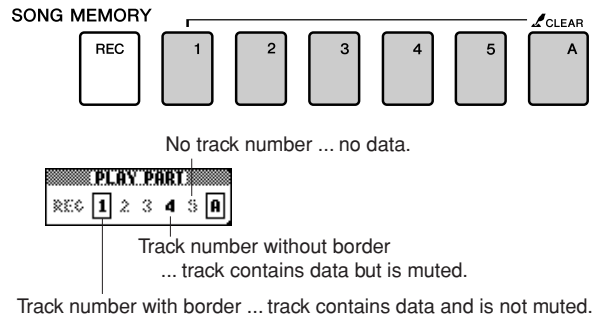 SONG MEMORY
CLEAR
REC 1 2 3 4 5 A
No track number ... no data.
PLAY PART
REC 1 2 3 4 5 A
Track number without border
... track contains data but is muted.
Track number with border ... track contains data and is not muted.